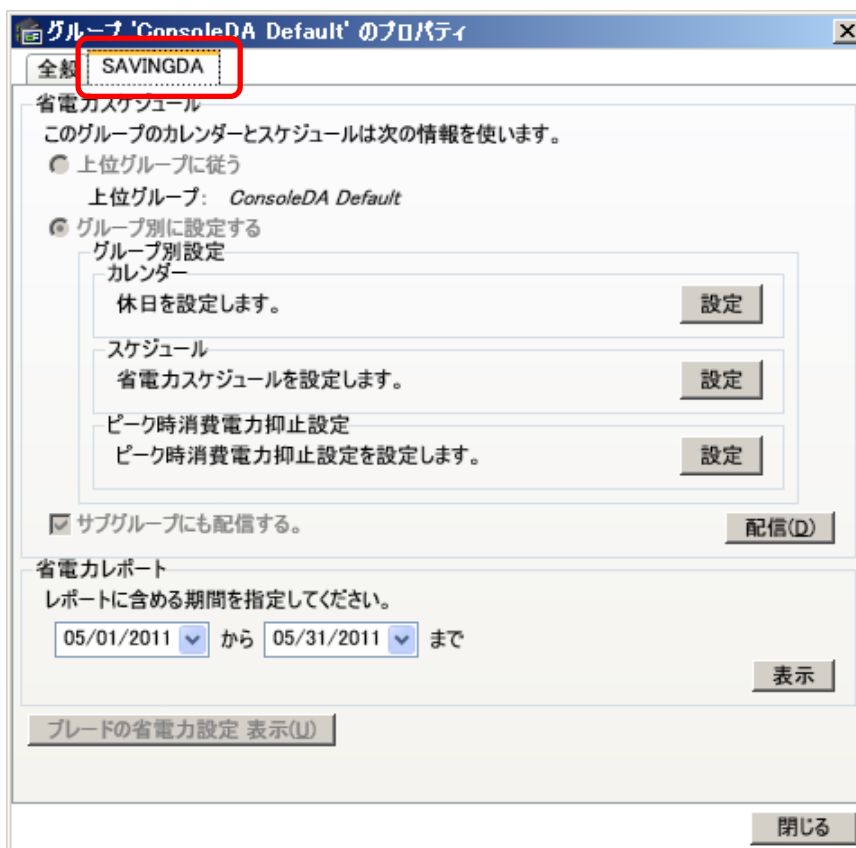 グループ 'ConsoleDA Default' のプロパティ
全般 SAVINGDA
省電力スケジュール
このグループのカレンダーとスケジュールは次の情報を使います。
上位グループに従う
上位グループ: ConsoleDA Default
グループ別に設定する
グループ別設定
カレンダー
休日を設定します。 設定
スケジュール
省電力スケジュールを設定します。 設定
ピーク時消費電力抑止設定
ピーク時消費電力抑止設定を設定します。 設定
サブグループにも配信する。 配信(D)
省電力レポート
レポートに含める期間を指定してください。
05/01/2011 から 05/31/2011 まで
表示
ブレードの省電力設定 表示(U)
閉じる